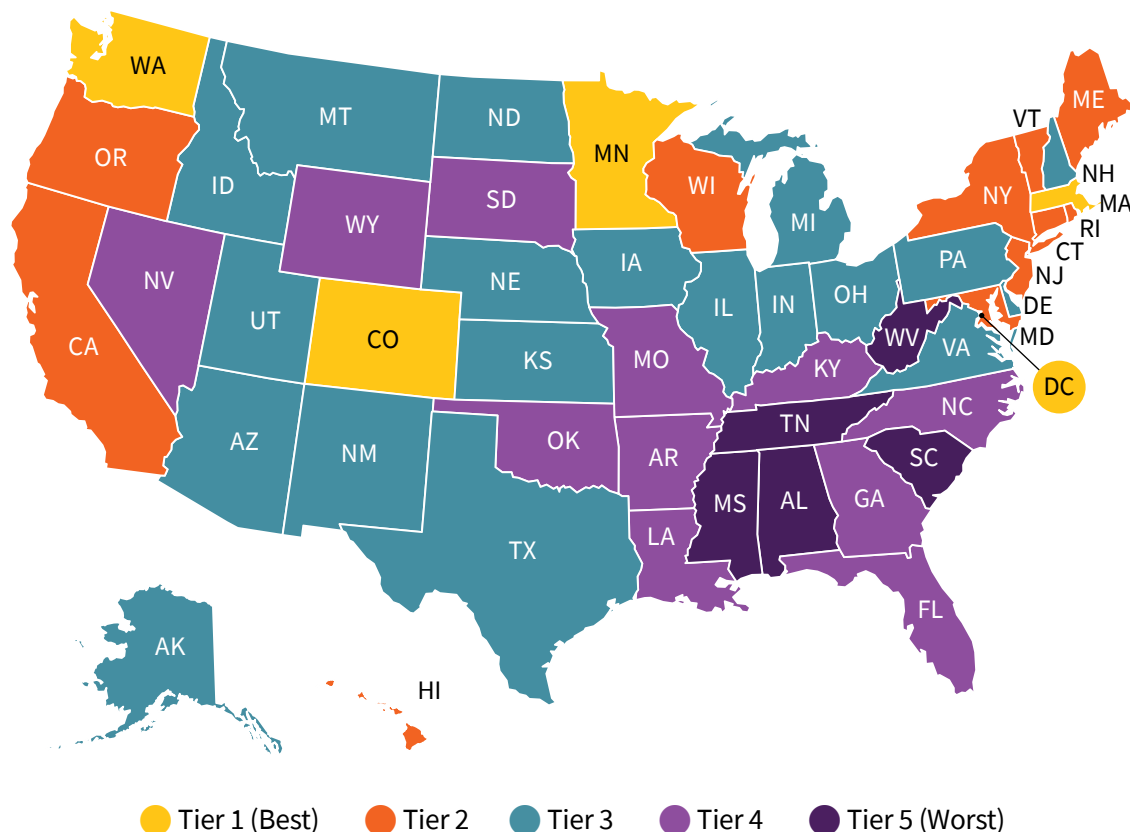 WA
MT
ND
MN
VT
ME
OR
ID
WY
SD
WI
MI
NY
NH
MA
RI
CT
NV
UT
NE
IA
PA
NJ
CA
CO
KS
IL
IN
OH
DE
MD
WV
VA
DC
MO
KY
NC
AZ
NM
OK
AR
TN
SC
TX
LA
MS
AL
GA
FL
AK
HI
Tier 1 (Best)
Tier 2
Tier 3
Tier 4
Tier 5 (Worst)